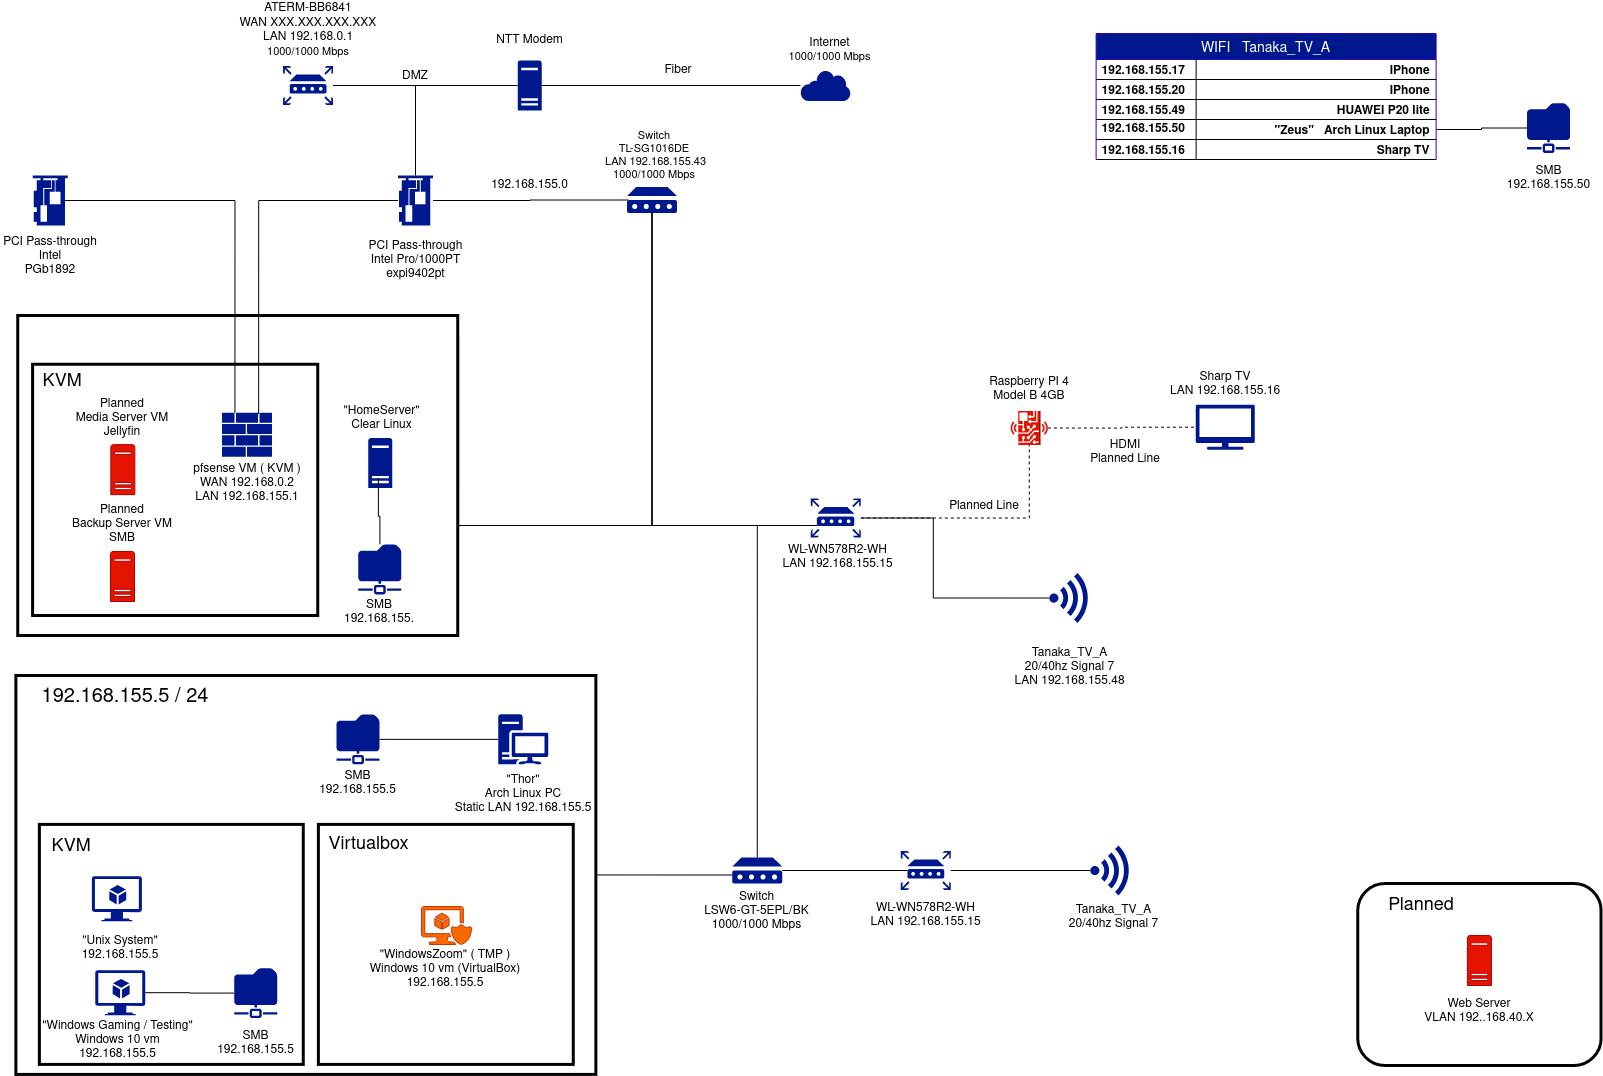 ATERM-BB6841
WAN XXX.XXX.XXX.XXX
LAN 192.168.0.1
1000/1000 Mbps
DMZ
NTT Modem
Fiber
Internet
1000/1000 Mbps
WIFI Tanaka_TV_A
192.168.155.17 IPhone
192.168.155.20 IPhone
192.168.155.49 HUAWEI P20 lite
192.168.155.50 "Zeus" Arch Linux Laptop
192.168.155.16 Sharp TV
SMB
192.168.155.50
Switch
TL-SG1016DE
LAN 192.168.155.43
1000/1000 Mbps
192.168.155.0
PCI Pass-through
Intel
PGb1892
PCI Pass-through
Intel Pro/1000PT
expi9402pt
KVM
Planned
Media Server VM
Jellyfin
Planned
Backup Server VM
SMB
pfsense VM ( KVM )
WAN 192.168.0.2
LAN 192.168.155.1
"HomeServer"
Clear Linux
SMB
192.168.155.
Raspberry PI 4
Model B 4GB
Sharp TV
LAN 192.168.155.16
HDMI
Planned Line
Planned Line
WL-WN578R2-WH
LAN 192.168.155.15
Tanaka_TV_A
20/40hz Signal 7
LAN 192.168.155.48
192.168.155.5 / 24
SMB
192.168.155.5
"Thor"
Arch Linux PC
Static LAN 192.168.155.5
KVM
"Unix System"
192.168.155.5
"Windows Gaming / Testing"
Windows 10 vm
192.168.155.5
SMB
192.168.155.5
Virtualbox
"WindowsZoom" ( TMP )
Windows 10 vm (VirtualBox)
192.168.155.5
Switch
LSW6-GT-5EPL/BK
1000/1000 Mbps
WL-WN578R2-WH
LAN 192.168.155.15
Tanaka_TV_A
20/40hz Signal 7
Planned
Web Server
VLAN 192..168.40.X